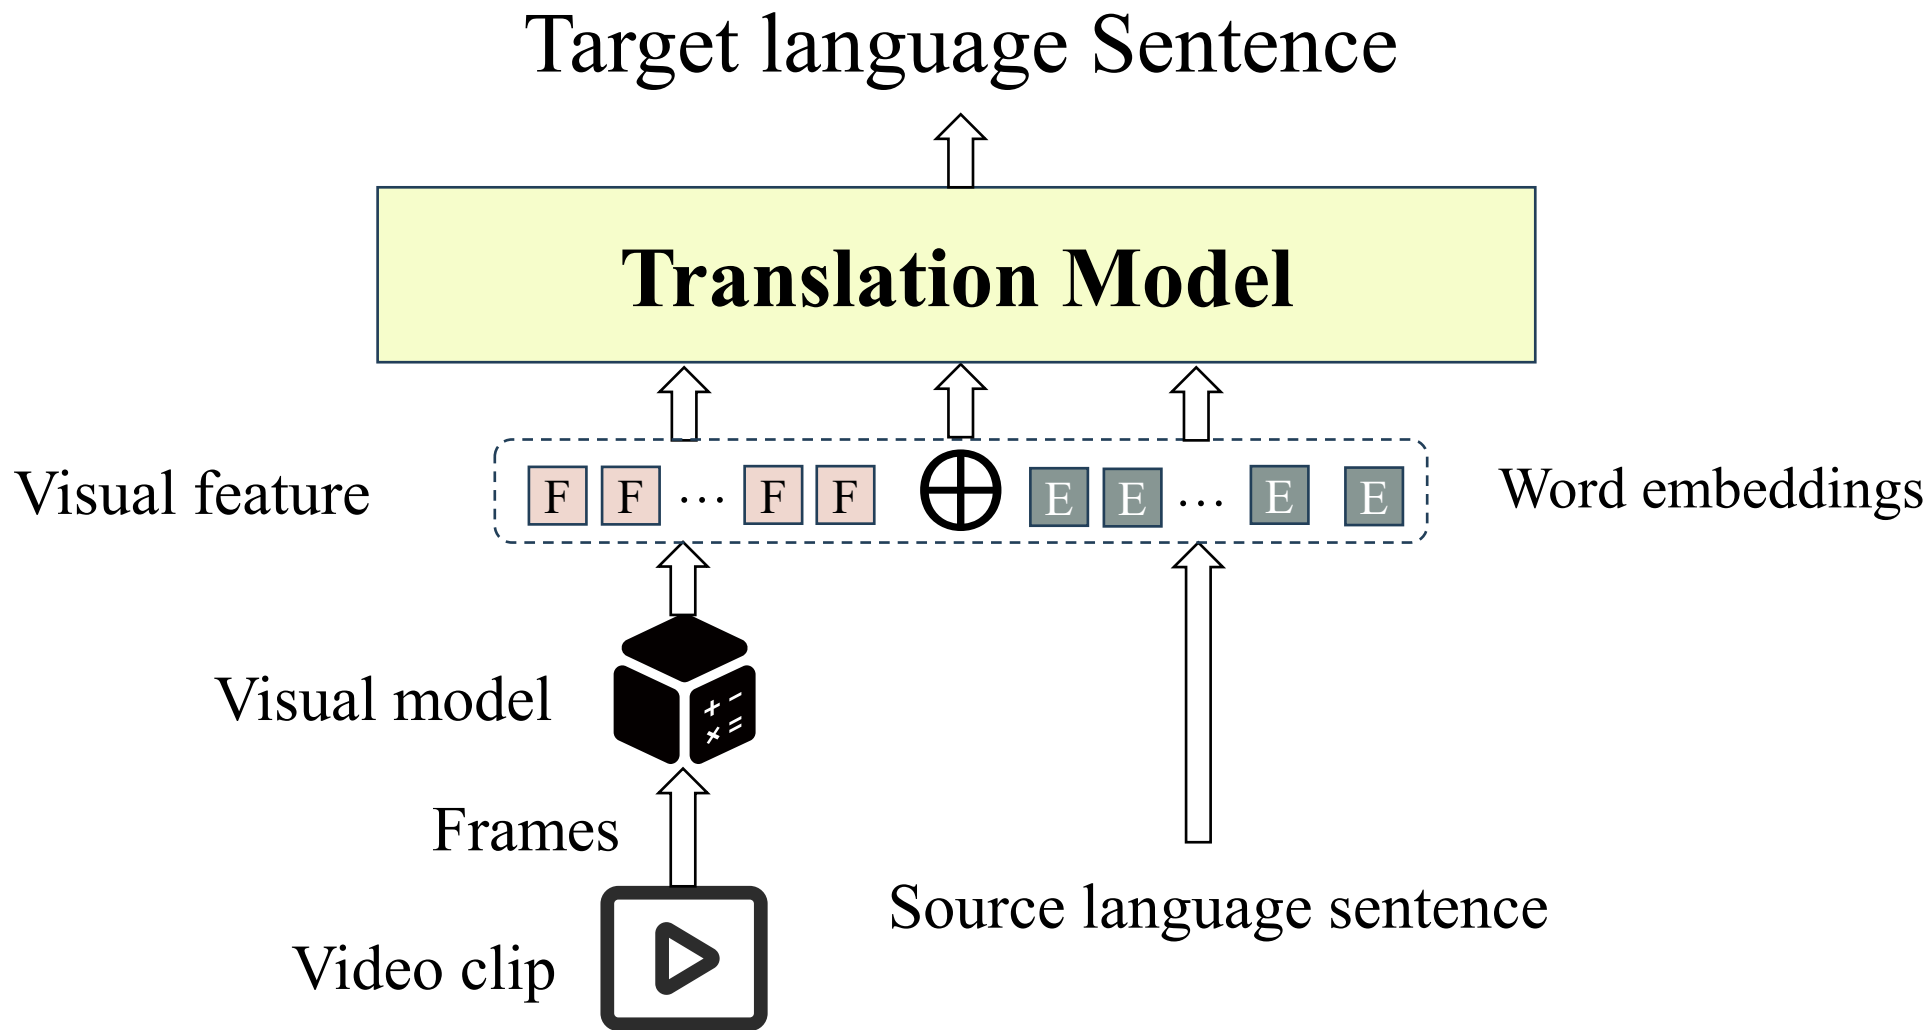 Target language Sentence
Translation Model
Visual feature
F F … F F
E E … E E
Word embeddings
Visual model
+ −
× =
Frames
Source language sentence
Video clip